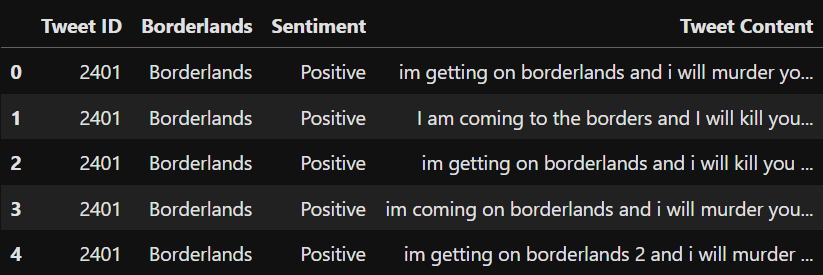 Tweet ID Borderlands Sentiment Tweet Content
0 2401 Borderlands Positive im getting on borderlands and i will murder yo...
1 2401 Borderlands Positive I am coming to the borders and I will kill you...
2 2401 Borderlands Positive im getting on borderlands and i will kill you ...
3 2401 Borderlands Positive im coming on borderlands and i will murder you...
4 2401 Borderlands Positive im getting on borderlands 2 and i will murder ...